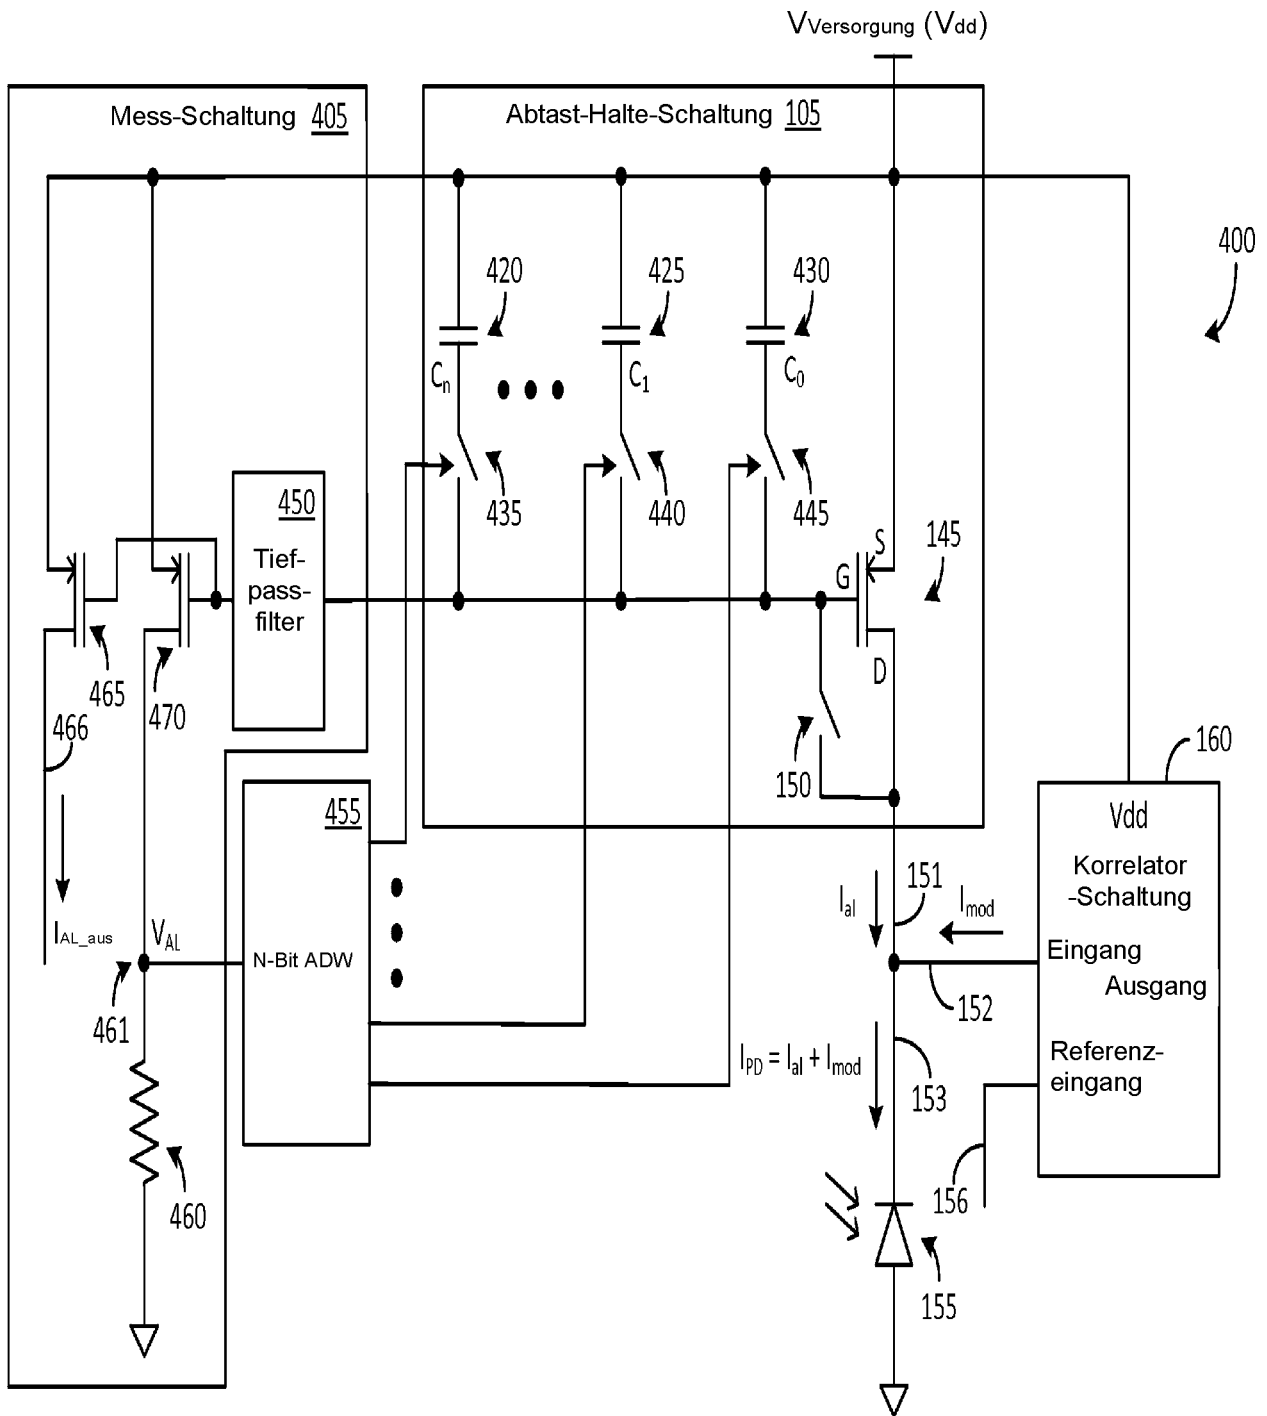 VVersorgung (Vdd)
Mess-Schaltung 405
Abtast-Halte-Schaltung 105
400
420
425
430
Cn
C1
C0
435
440
445
450
Tief-
pass-
filter
S
G
D
145
465
470
466
150
455
160
Vdd
Korrelator
-Schaltung
Eingang
Ausgang
Referenz-
eingang
Ial
151
Imod
IAL_aus
VAL
N-Bit ADW
461
152
IPD = Ial + Imod
153
156
460
155